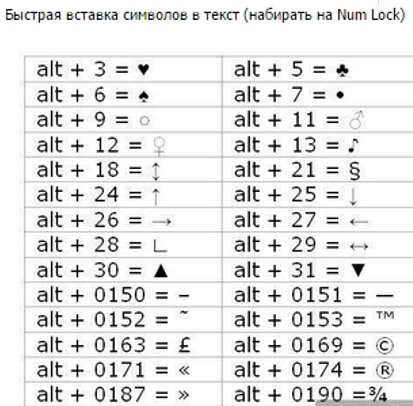 Быстрая вставка символов в текст (набирать на Num Lock)
alt + 3 = ♥ alt + 5 = ♣
alt + 6 = ♠ alt + 7 = •
alt + 9 = ○ alt + 11 = ♂
alt + 12 = ♀ alt + 13 = ♪
alt + 18 = ↕ alt + 21 = §
alt + 24 = ↑ alt + 25 = ↓
alt + 26 = → alt + 27 = ←
alt + 28 = ∟ alt + 29 = ↔
alt + 30 = ▲ alt + 31 = ▼
alt + 0150 = – alt + 0151 = —
alt + 0152 = ˜ alt + 0153 = ™
alt + 0163 = £ alt + 0169 = ©
alt + 0171 = « alt + 0174 = ®
alt + 0187 = » alt + 0190 =¾